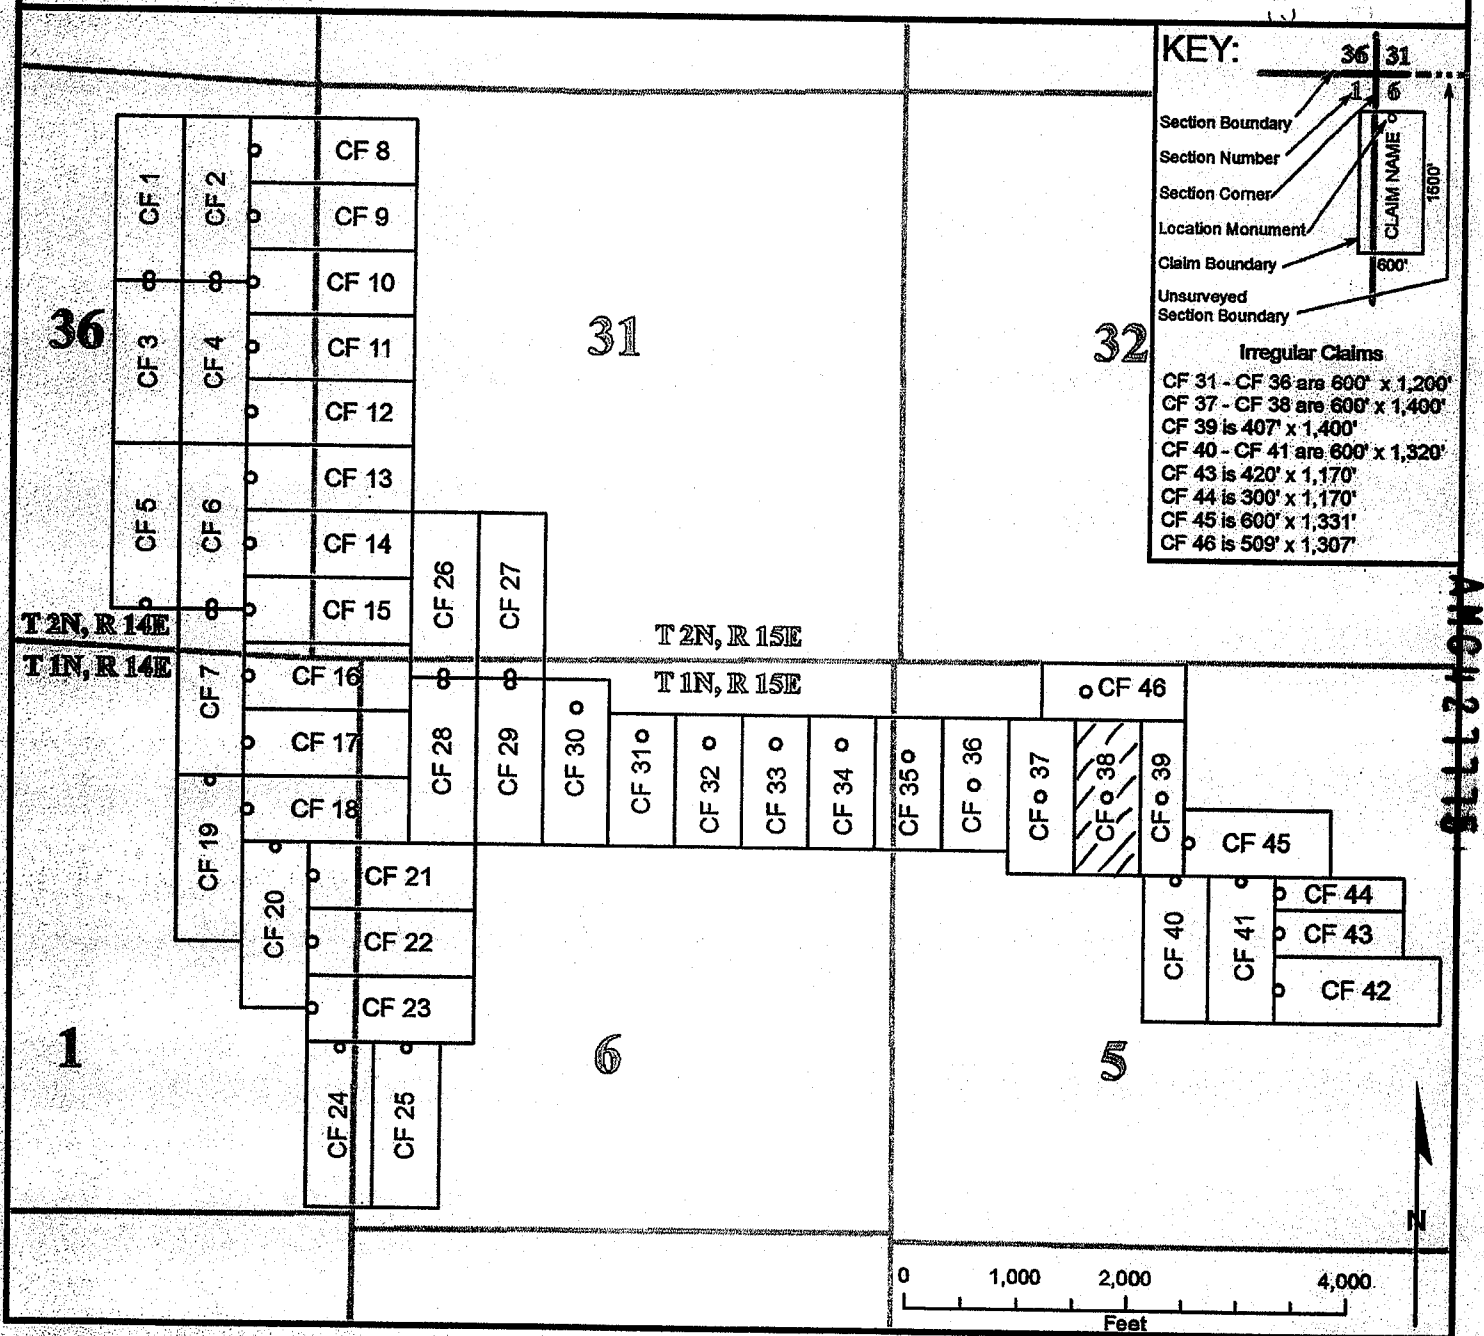 KEY:
36 31
1 6
Section Boundary
Section Number
Section Corner
Location Monument
Claim Boundary
Unsurveyed
Section Boundary
CLAIM NAME
1500'
600'
Irregular Claims
CF 31 - CF 36 are 600' x 1,200'
CF 37 - CF 38 are 600' x 1,400'
CF 39 is 407' x 1,400'
CF 40 - CF 41 are 600' x 1,320'
CF 43 is 420' x 1,170'
CF 44 is 300' x 1,170'
CF 45 is 600' x 1,331'
CF 46 is 509' x 1,307'
CF 1
CF 2
CF 8
CF 9
CF 10
36
CF 3
CF 4
CF 11
31
32
CF 12
CF 13
CF 5
CF 6
CF 14
CF 26
CF 27
CF 15
T 2N, R 14E
T 2N, R 15E
T 1N, R 14E
T 1N, R 15E
CF 7
CF 16
CF 46
CF 17
CF 28
CF 29
CF 30
CF 31
CF 32
CF 33
CF 34
CF 35
CF 36
CF 37
CF 38
CF 39
CF 18
CF 19
CF 45
CF 21
CF 44
CF 20
CF 22
CF 40
CF 41
CF 43
CF 42
CF 23
1
6
5
CF 24
CF 25
N
0 1,000 2,000 4,000
Feet